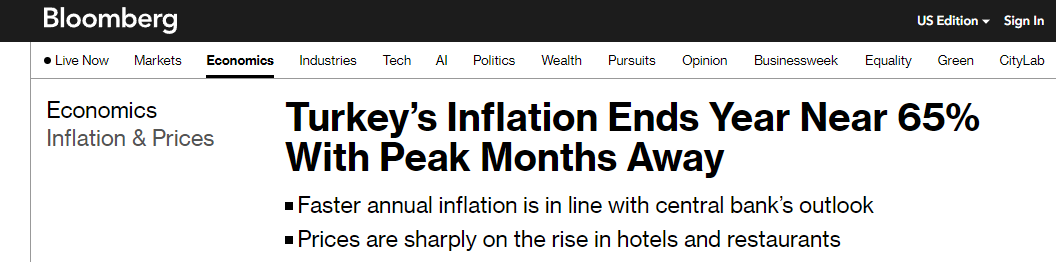 Bloomberg
US Edition Sign In
Live Now Markets Economics Industries Tech AI Politics Wealth Pursuits Opinion Businessweek Equality Green CityLab
Economics
Inflation & Prices
Turkey’s Inflation Ends Year Near 65%
With Peak Months Away
Faster annual inflation is in line with central bank’s outlook
Prices are sharply on the rise in hotels and restaurants